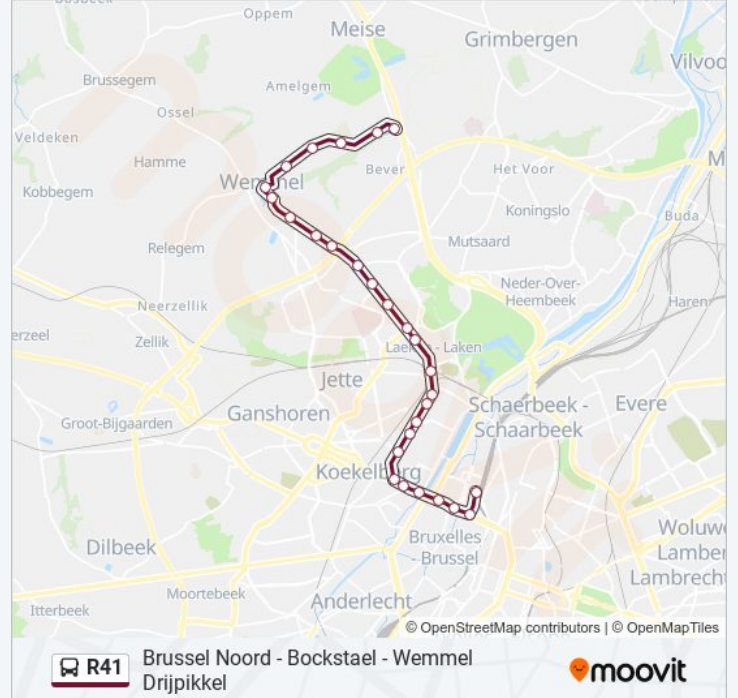 Oppem
Meise
Grimbergen
Vilvoo
Brussegem
Amelgem
Ossel
Veldeken
Hamme
Bever
Het Voor
M
Kobbegem
Wemmel
Koningslo
Buda
Relegem
Mutsaard
Neder-Over-
Heembeek
Haren
Neerzellik
erzeel
Zellik
Laeken - Laken
Jette
Schaerbeek -
Schaarbeek
Evere
Groot-Bijgaarden
Ganshoren
Koekelberg
Bruxelles
- Brussel
Woluwe
Lamber
Lambrecht
Dilbeek
Moortebeek
Anderlecht
Itterbeek
© OpenStreetMap contributors | © OpenMapTiles
R41
Brussel Noord - Bockstael - Wemmel
Drijpikkel
moovit